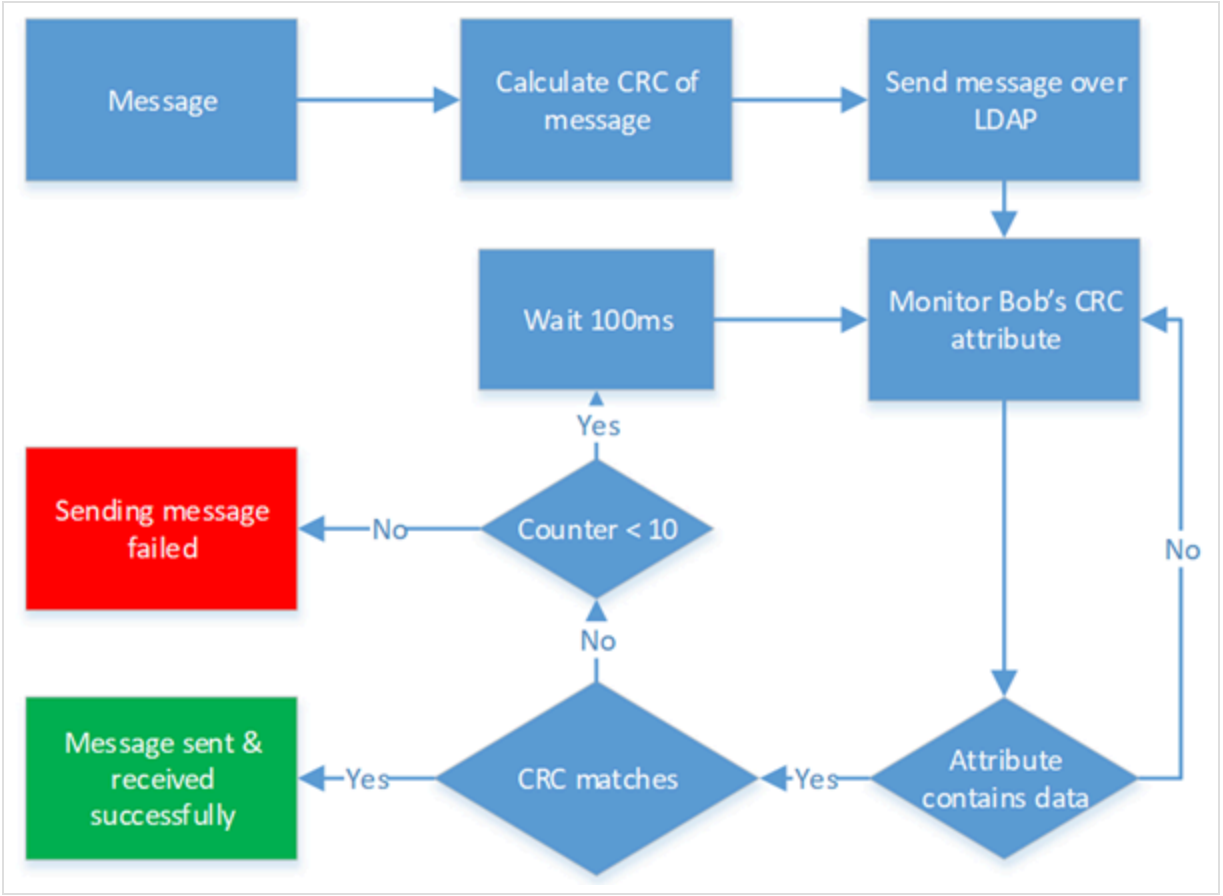 Message
Calculate CRC of
message
Send message over
LDAP
Wait 100ms
Monitor Bob's CRC
attribute
Yes
Sending message
failed
No
Counter < 10
No
No
Message sent &
received
successfully
Yes
CRC matches
Yes
Attribute
contains data